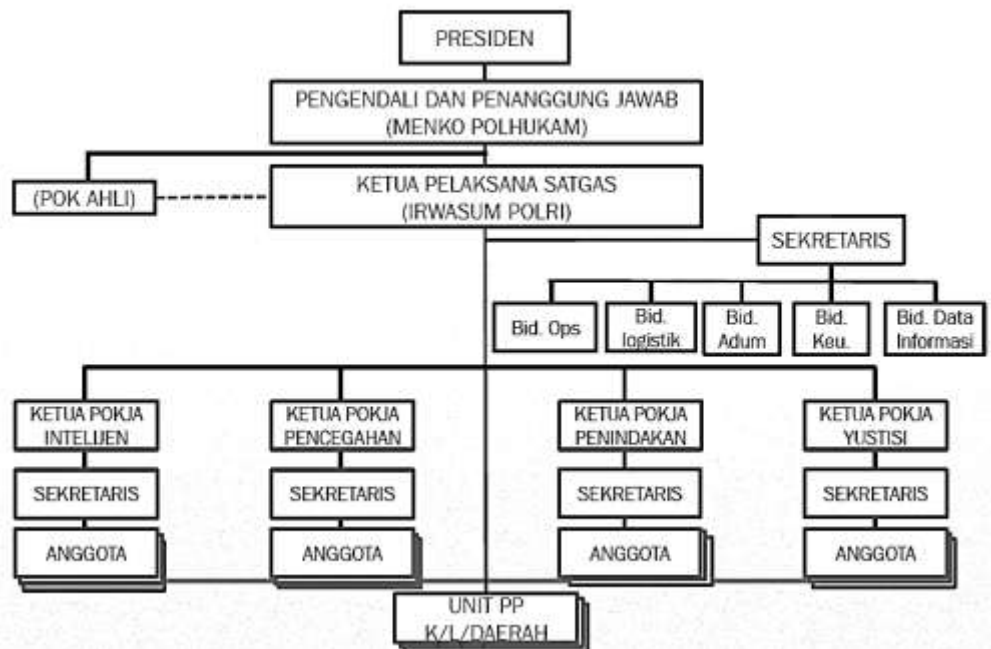 PRESIDEN
PENGENDALI DAN PENANGGUNG JAWAB
(MENKO POLHUKAM)
(POK AHLI)
KETUA PELAKSANA SATGAS
(IRWASUM POLRI)
SEKRETARIS
Bid. Ops
Bid.
logistik
Bid.
Adum
Bid.
Keu.
Bid. Data
Informasi
KETUA POKJA
INTELIJEN
KETUA POKJA
PENCEGAHAN
KETUA POKJA
PENINDAKAN
KETUA POKJA
YUSTISI
SEKRETARIS
SEKRETARIS
SEKRETARIS
SEKRETARIS
ANGGOTA
ANGGOTA
ANGGOTA
ANGGOTA
UNIT PP
K/L/DAERAH